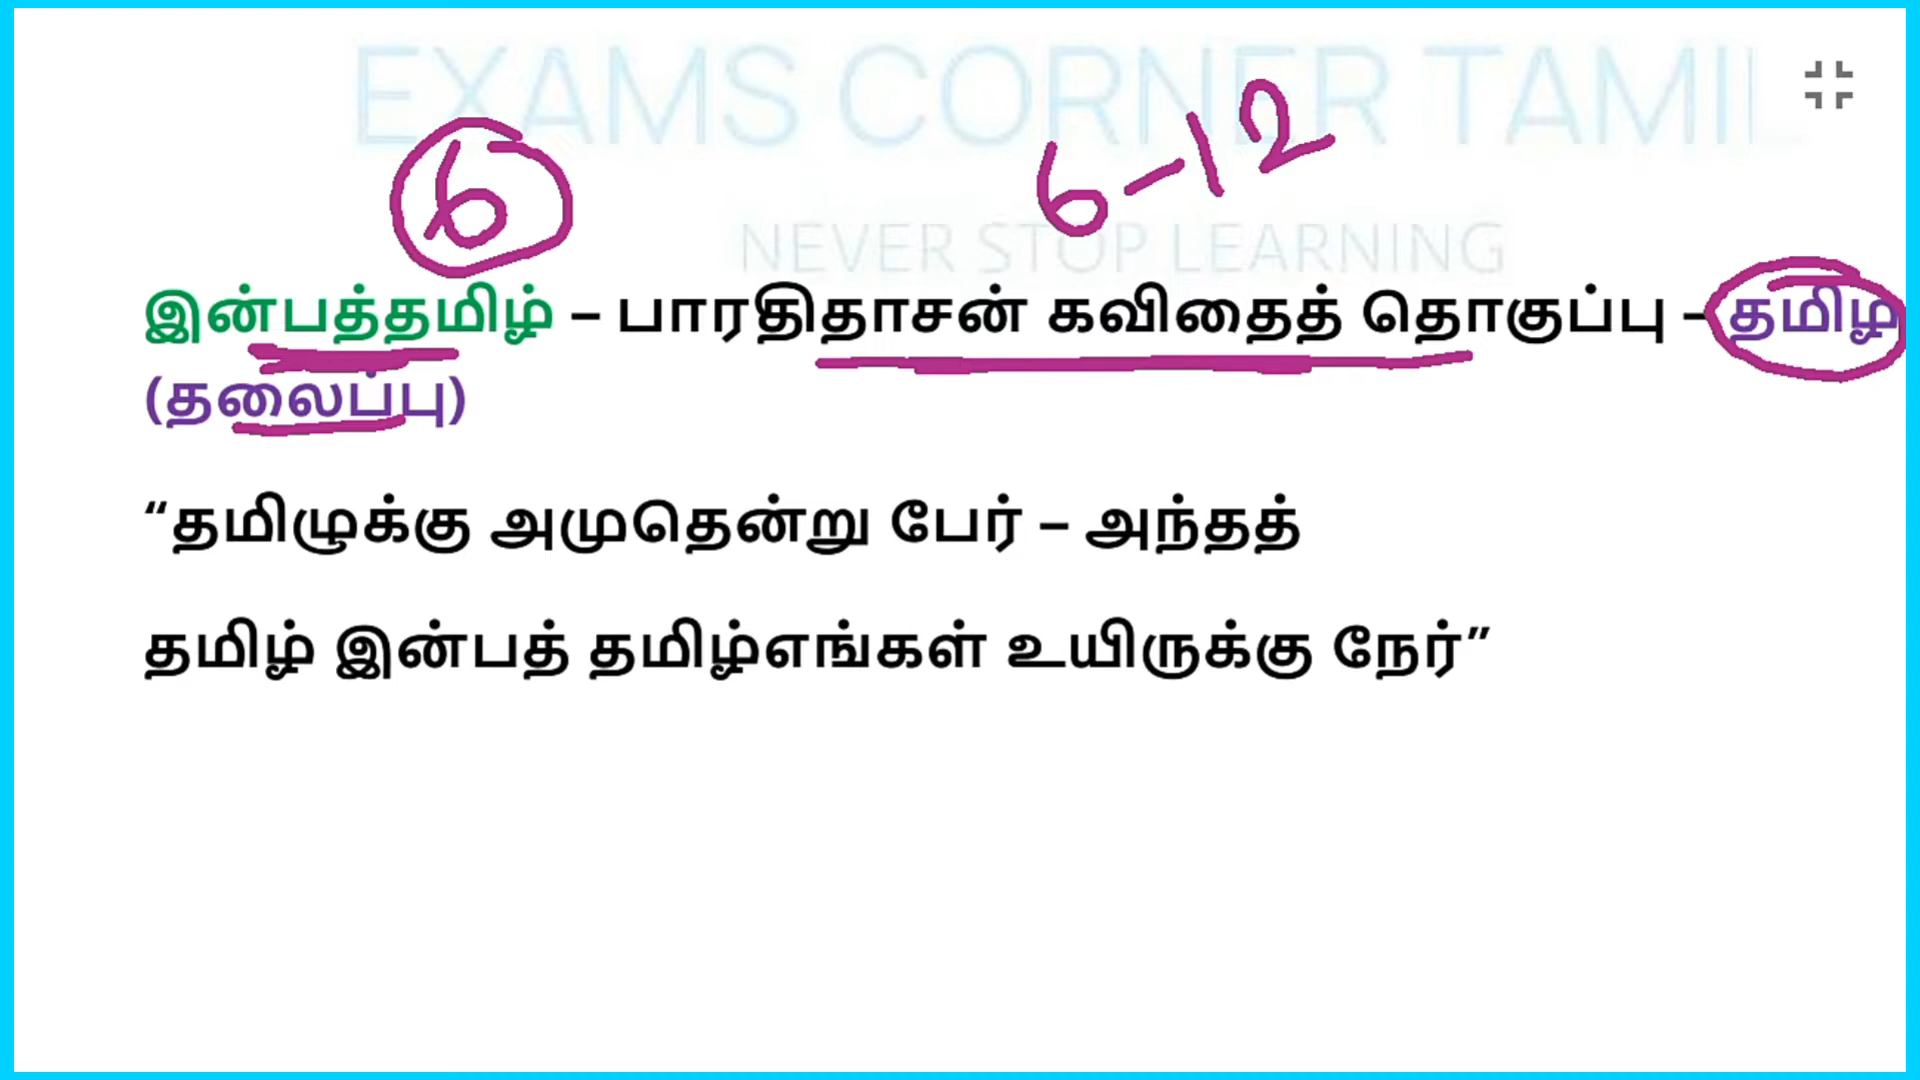 EXAMS CORNER TAMIL
6
6-12
NEVER STOP LEARNING
இன்பத்தமிழ் – பாரதிதாசன் கவிதைத் தொகுப்பு – தமிழ்
(தலைப்பு)
“தமிழுக்கு அமுதென்று பேர் – அந்தத்
தமிழ் இன்பத் தமிழ்எங்கள் உயிருக்கு நேர்”